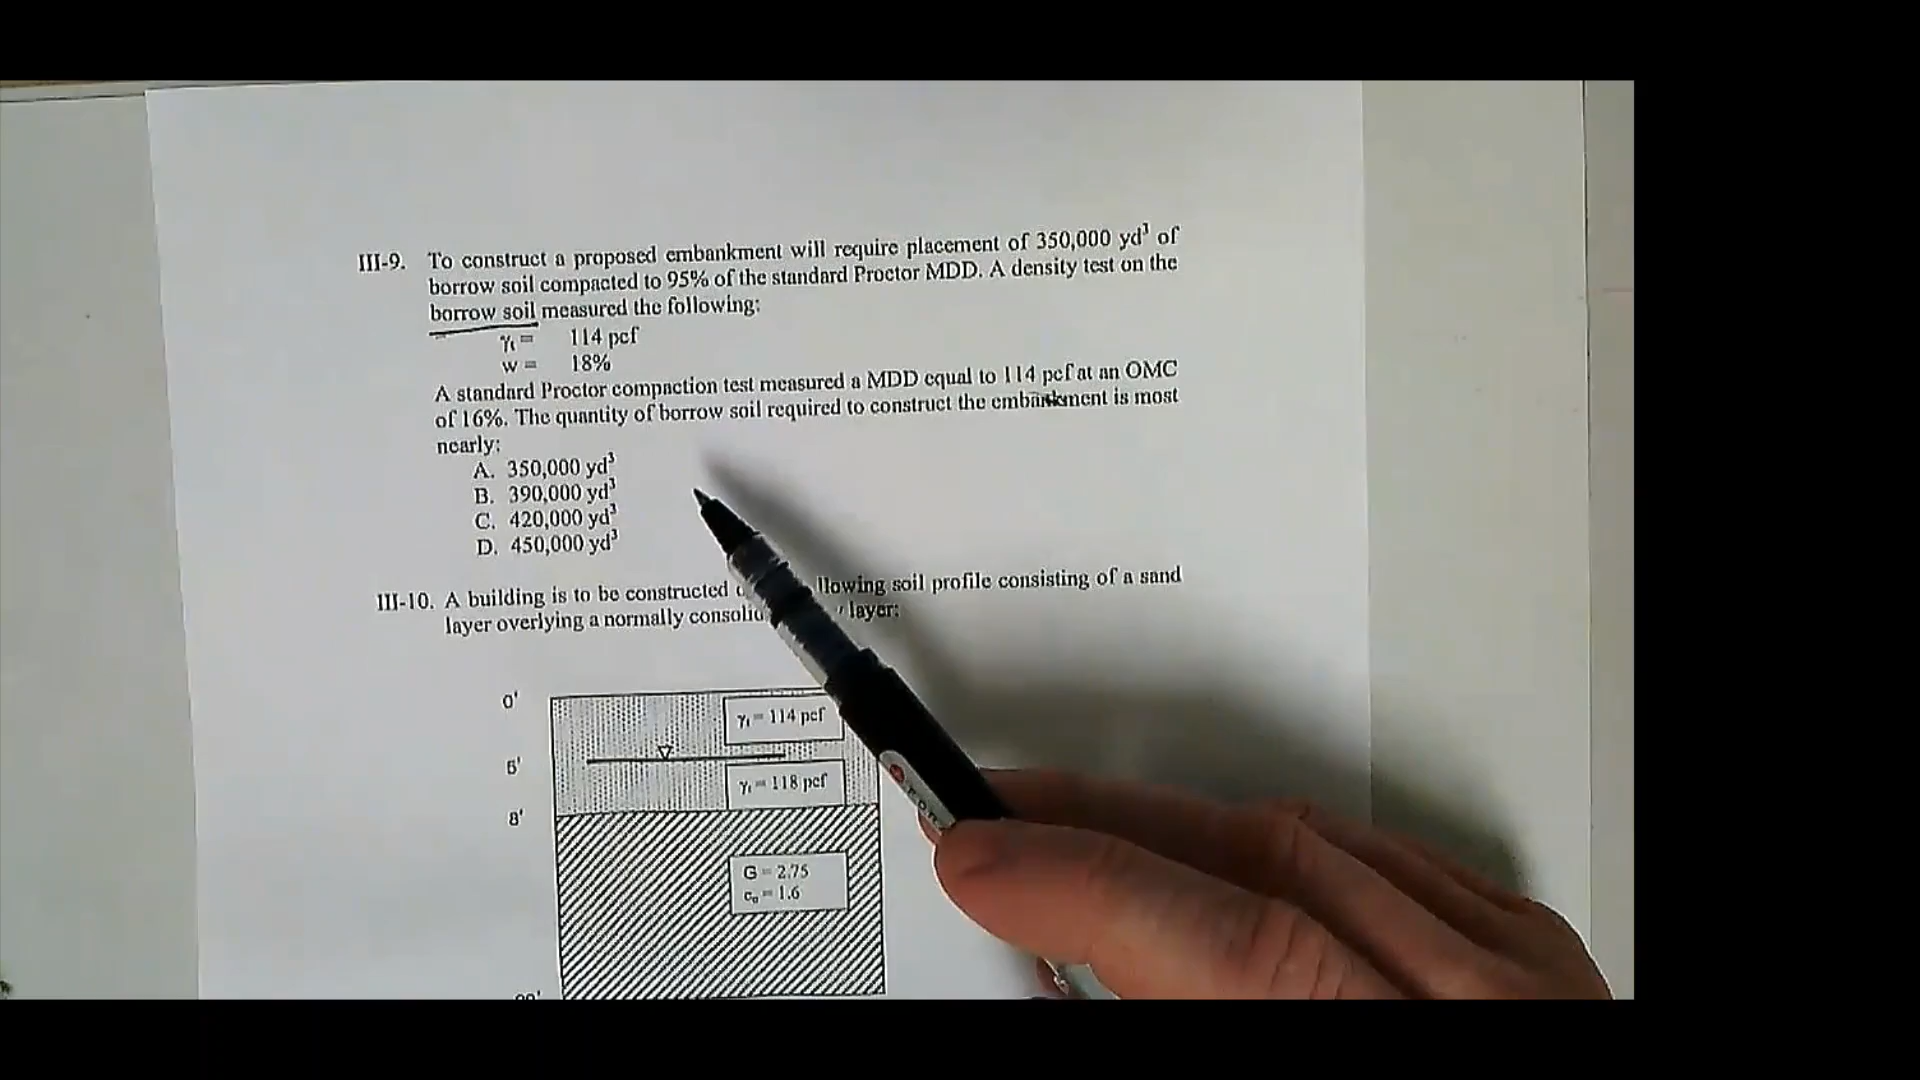 III-9. To construct a proposed embankment will require placement of 350,000 yd³ of
borrow soil compacted to 95% of the standard Proctor MDD. A density test on the
borrow soil measured the following:
γt = 114 pcf
w = 18%
A standard Proctor compaction test measured a MDD equal to 114 pcf at an OMC
of 16%. The quantity of borrow soil required to construct the embankment is most
nearly:
A. 350,000 yd³
B. 390,000 yd³
C. 420,000 yd³
D. 450,000 yd³
III-10. A building is to be constructed llowing soil profile consisting of a sand
layer overlying a normally consolid layer:
0'
γt = 114 pcf
5'
γt = 118 pcf
8'
G = 2.75
= 1.6